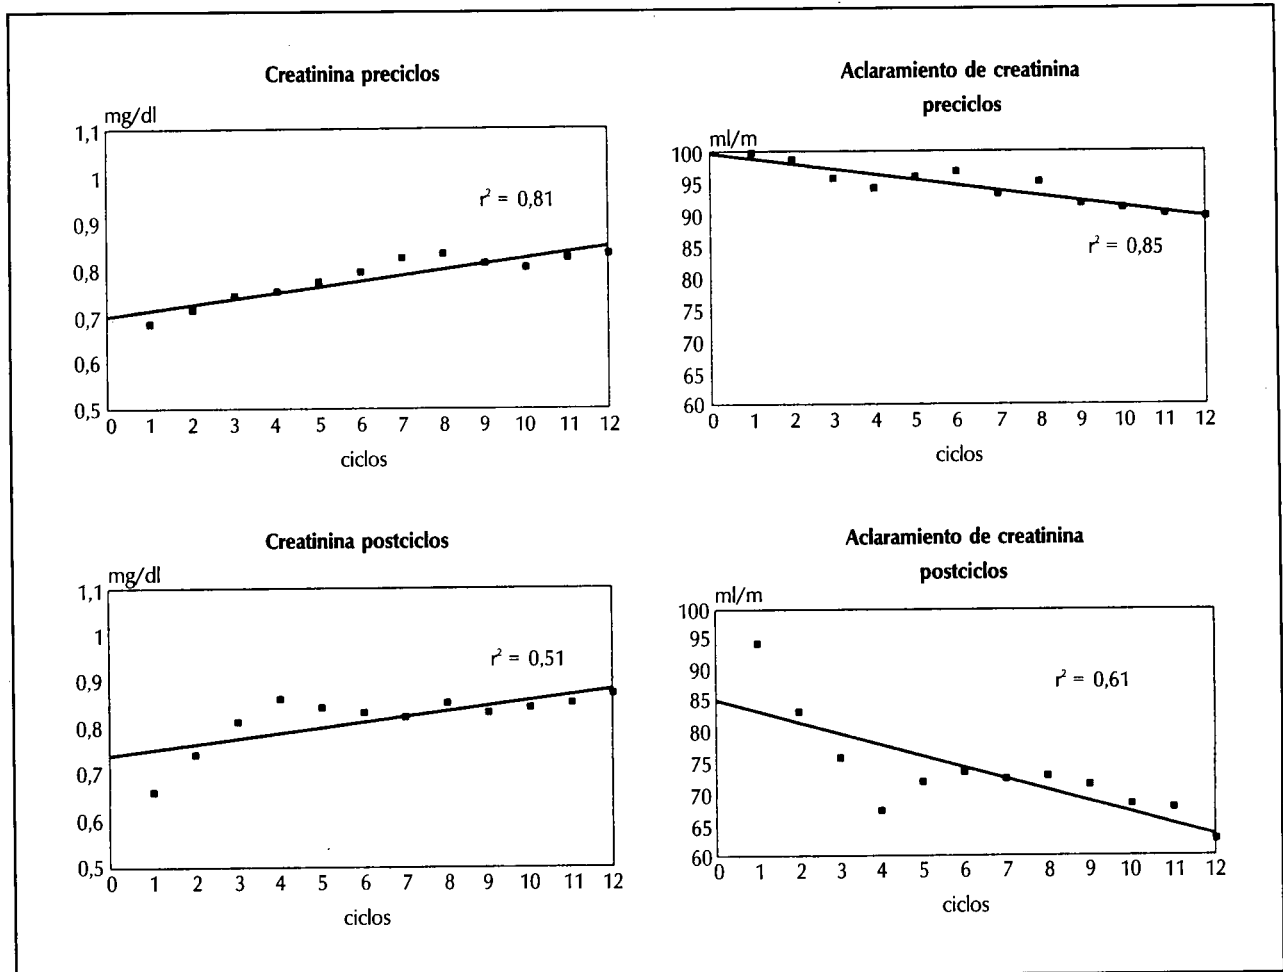 Creatinina preciclos
mg/dl
1,1
1
0,9
0,8
0,7
0,6
0,5
r² = 0,81
0 1 2 3 4 5 6 7 8 9 10 11 12
ciclos
Aclaramiento de creatinina
preciclos
ml/m
100
95
90
85
80
75
70
65
60
r² = 0,85
0 1 2 3 4 5 6 7 8 9 10 11 12
ciclos
Creatinina postciclos
mg/dl
1,1
1
0,9
0,8
0,7
0,6
0,5
r² = 0,51
0 1 2 3 4 5 6 7 8 9 10 11 12
ciclos
Aclaramiento de creatinina
postciclos
ml/m
100
95
90
85
80
75
70
65
60
r² = 0,61
0 1 2 3 4 5 6 7 8 9 10 11 12
ciclos